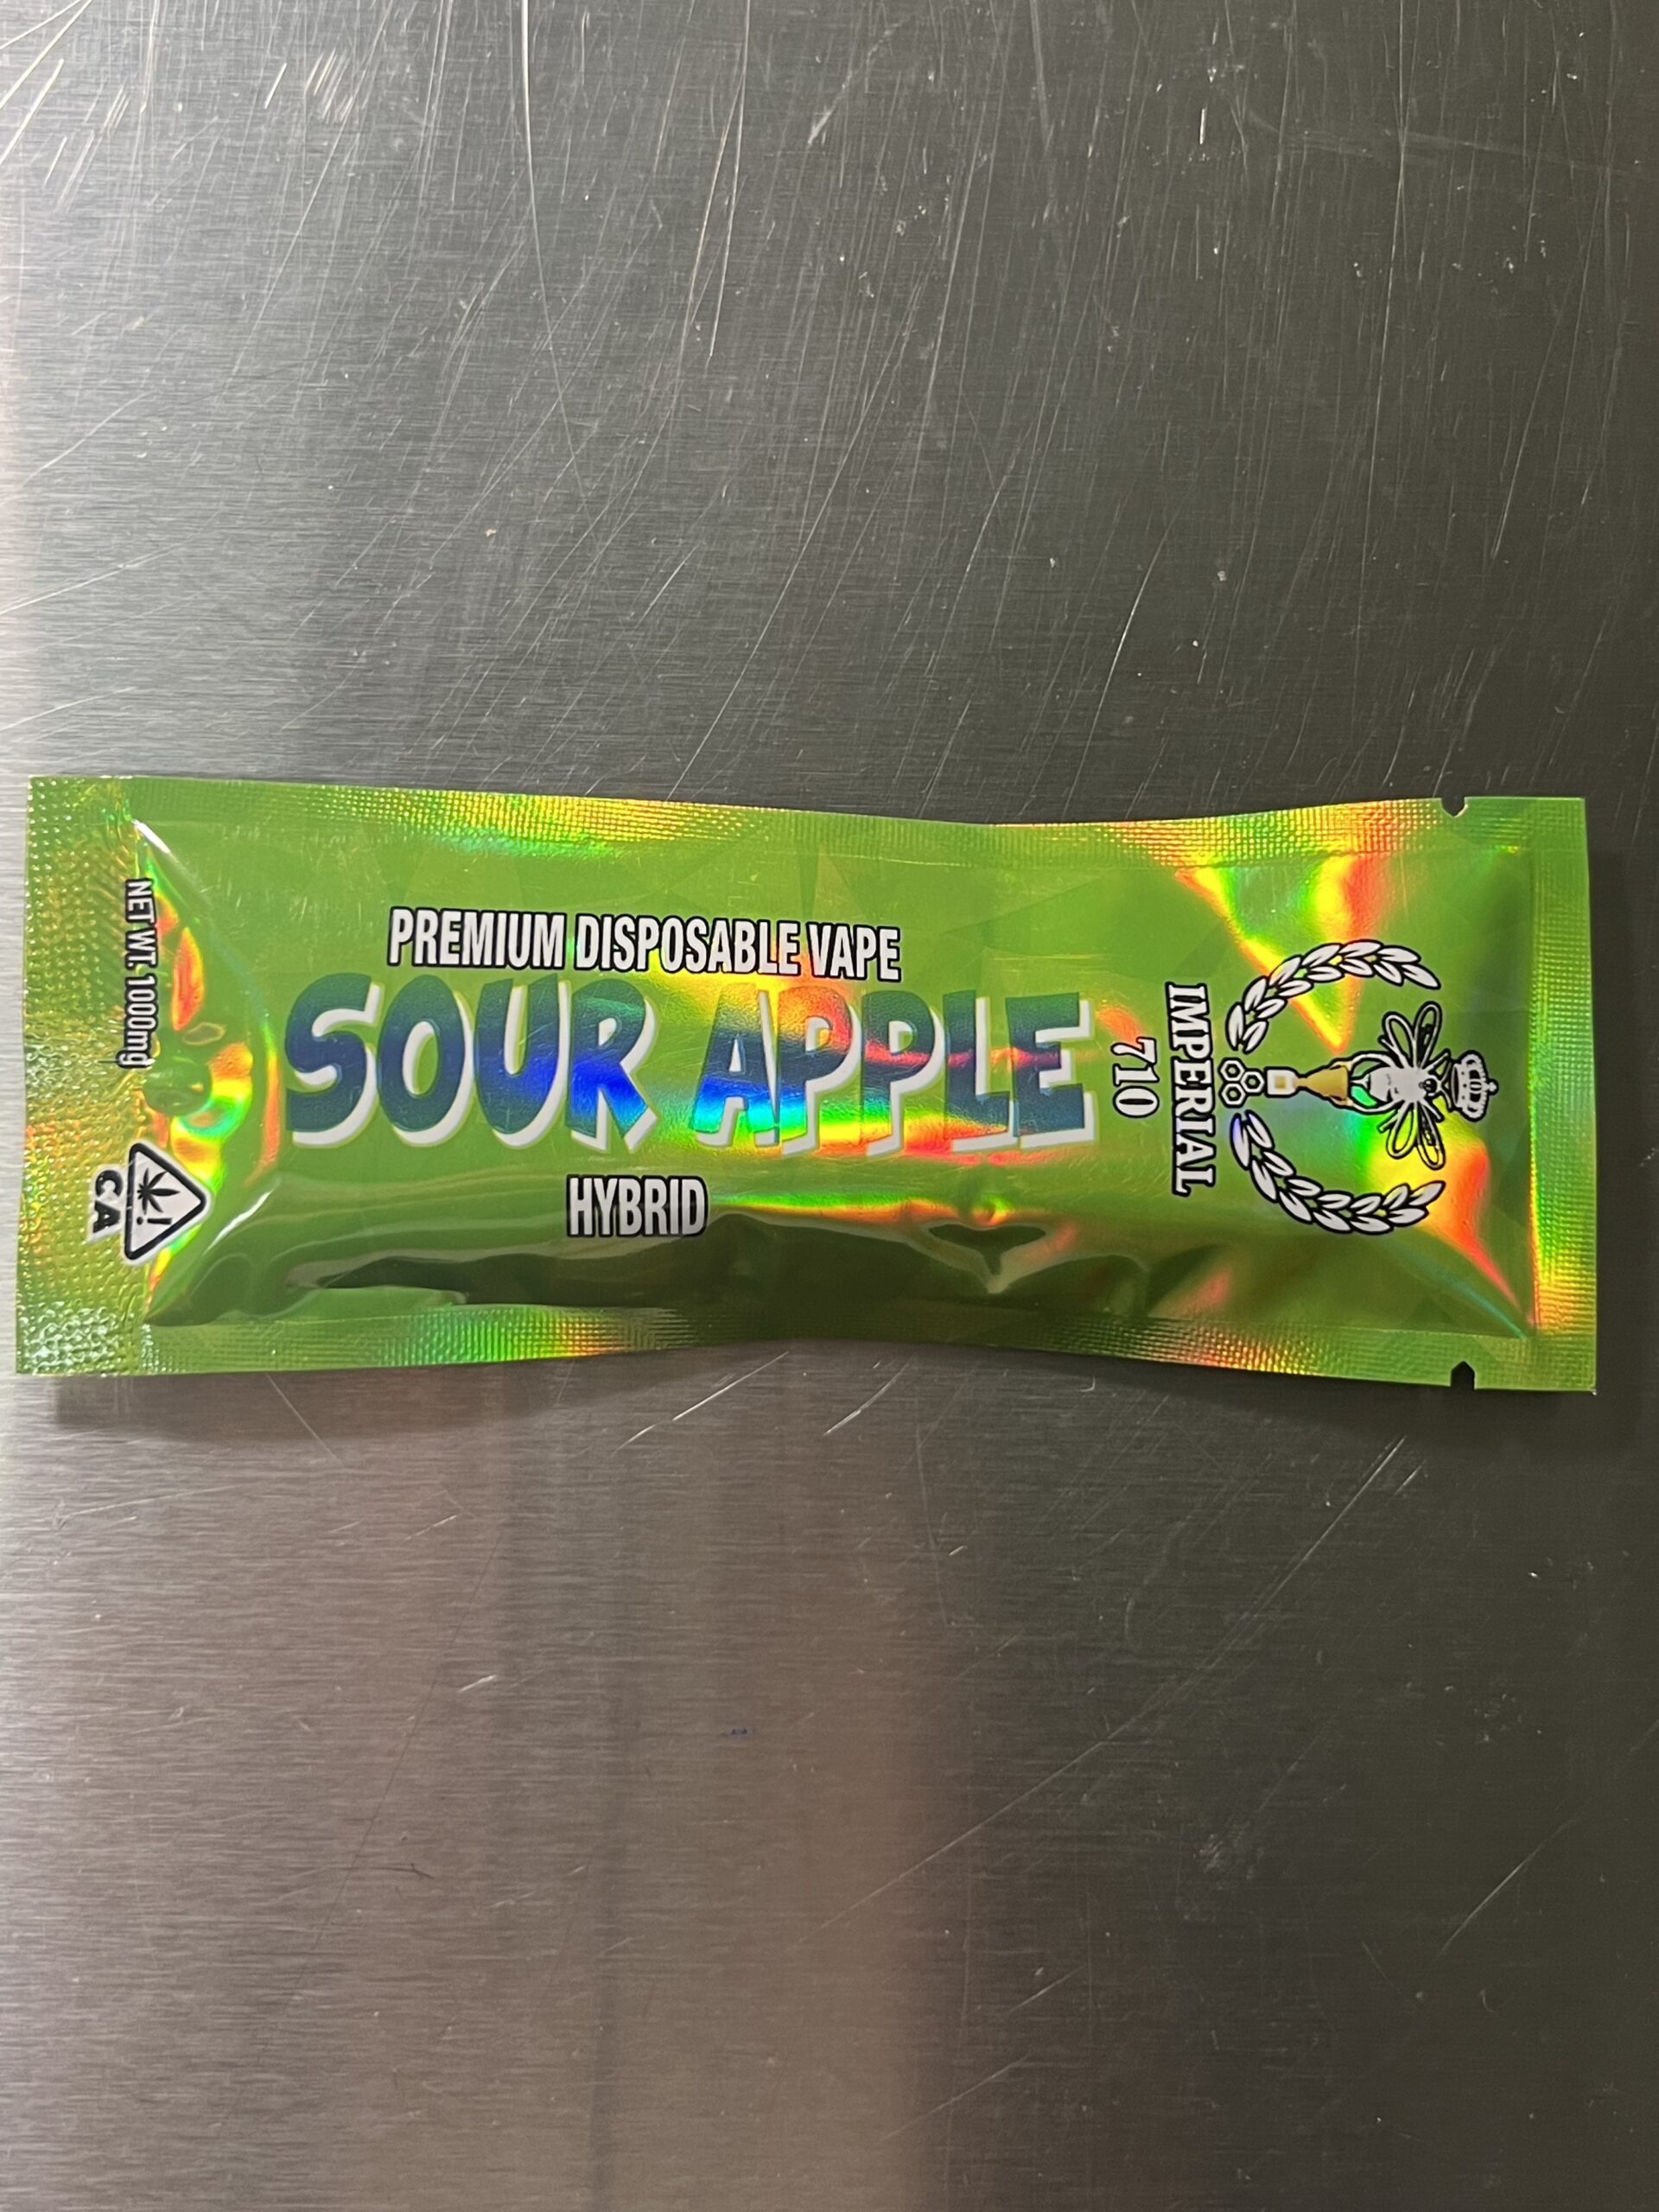 PREMIUM DISPOSABLE VAPE
SOUR APPLE
HYBRID
IMPERIAL
710
NET WT. 1000mg
!
CA